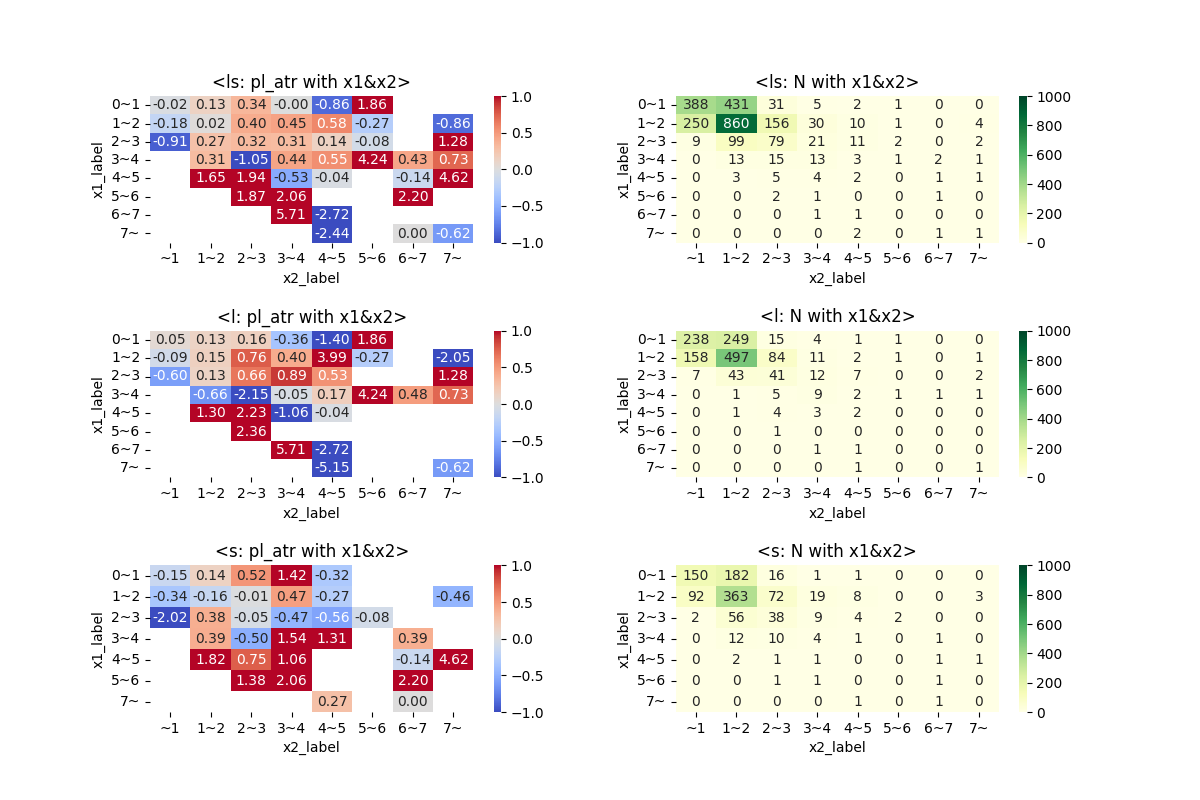 <ls: pl_atr with x1&x2>
x1_label
0~1 -0.02 0.13 0.34 -0.00 -0.86 1.86
1~2 -0.18 0.02 0.40 0.45 0.58 -0.27 -0.86
2~3 -0.91 0.27 0.32 0.31 0.14 -0.08 1.28
3~4 0.31 -1.05 0.44 0.55 4.24 0.43 0.73
4~5 1.65 1.94 -0.53 -0.04 -0.14 4.62
5~6 1.87 2.06 2.20
6~7 5.71 -2.72
7~ -2.44 0.00 -0.62
~1 1~2 2~3 3~4 4~5 5~6 6~7 7~
x2_label
1.0
0.5
0.0
−0.5
−1.0
<ls: N with x1&x2>
x1_label
0~1 388 431 31 5 2 1 0 0
1~2 250 860 156 30 10 1 0 4
2~3 9 99 79 21 11 2 0 2
3~4 0 13 15 13 3 1 2 1
4~5 0 3 5 4 2 0 1 1
5~6 0 0 2 1 0 0 1 0
6~7 0 0 0 1 1 0 0 0
7~ 0 0 0 0 2 0 1 1
~1 1~2 2~3 3~4 4~5 5~6 6~7 7~
x2_label
1000
800
600
400
200
0
<l: pl_atr with x1&x2>
x1_label
0~1 0.05 0.13 0.16 -0.36 -1.40 1.86
1~2 -0.09 0.15 0.76 0.40 3.99 -0.27 -2.05
2~3 -0.60 0.13 0.66 0.89 0.53 1.28
3~4 -0.66 -2.15 -0.05 0.17 4.24 0.48 0.73
4~5 1.30 2.23 -1.06 -0.04
5~6 2.36
6~7 5.71 -2.72
7~ -5.15 -0.62
~1 1~2 2~3 3~4 4~5 5~6 6~7 7~
x2_label
1.0
0.5
0.0
−0.5
−1.0
<l: N with x1&x2>
x1_label
0~1 238 249 15 4 1 1 0 0
1~2 158 497 84 11 2 1 0 1
2~3 7 43 41 12 7 0 0 2
3~4 0 1 5 9 2 1 1 1
4~5 0 1 4 3 2 0 0 0
5~6 0 0 1 0 0 0 0 0
6~7 0 0 0 1 1 0 0 0
7~ 0 0 0 0 1 0 0 1
~1 1~2 2~3 3~4 4~5 5~6 6~7 7~
x2_label
1000
800
600
400
200
0
<s: pl_atr with x1&x2>
x1_label
0~1 -0.15 0.14 0.52 1.42 -0.32
1~2 -0.34 -0.16 -0.01 0.47 -0.27 -0.46
2~3 -2.02 0.38 -0.05 -0.47 -0.56 -0.08
3~4 0.39 -0.50 1.54 1.31 0.39
4~5 1.82 0.75 1.06 -0.14 4.62
5~6 1.38 2.06 2.20
7~ 0.27 0.00
~1 1~2 2~3 3~4 4~5 5~6 6~7 7~
x2_label
1.0
0.5
0.0
−0.5
−1.0
<s: N with x1&x2>
x1_label
0~1 150 182 16 1 1 0 0 0
1~2 92 363 72 19 8 0 0 3
2~3 2 56 38 9 4 2 0 0
3~4 0 12 10 4 1 0 1 0
4~5 0 2 1 1 0 0 1 1
5~6 0 0 1 1 0 0 1 0
7~ 0 0 0 0 1 0 1 0
~1 1~2 2~3 3~4 4~5 5~6 6~7 7~
x2_label
1000
800
600
400
200
0